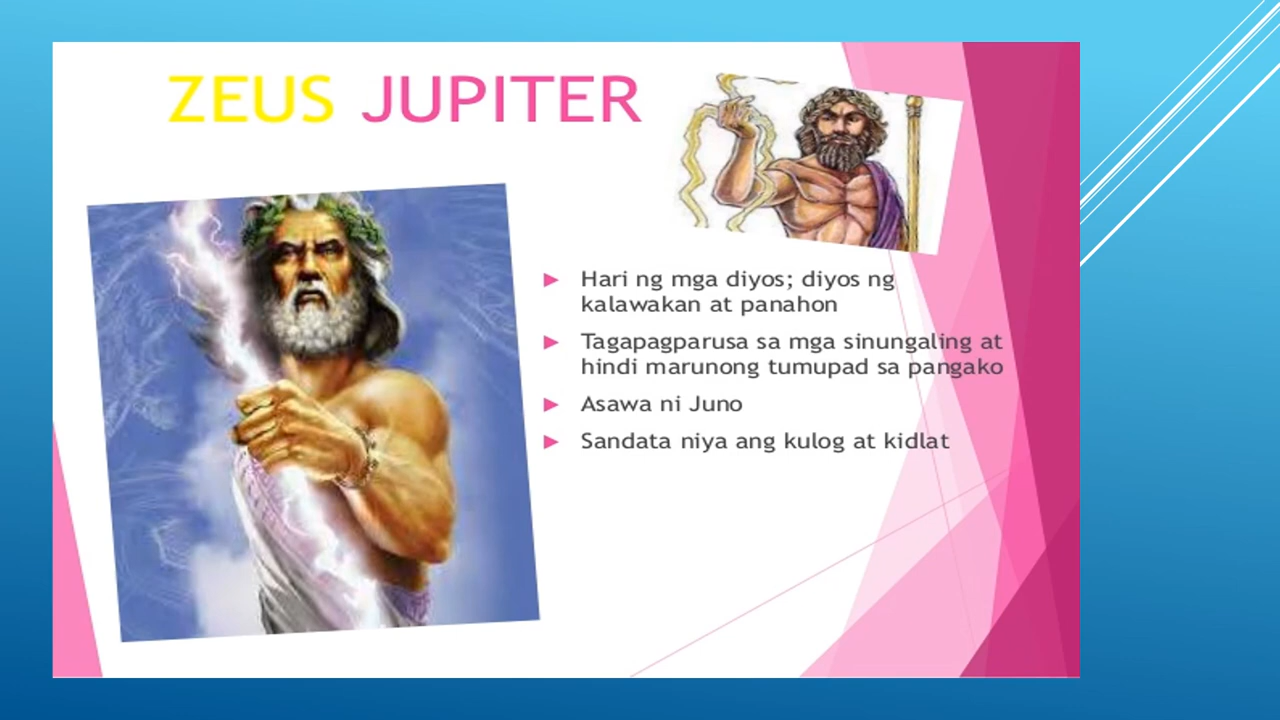 ZEUS JUPITER
Hari ng mga diyos; diyos ng
kalawakan at panahon
Tagapagparusa sa mga sinungaling at
hindi marunong tumupad sa pangako
Asawa ni Juno
Sandata niya ang kulog at kidlat